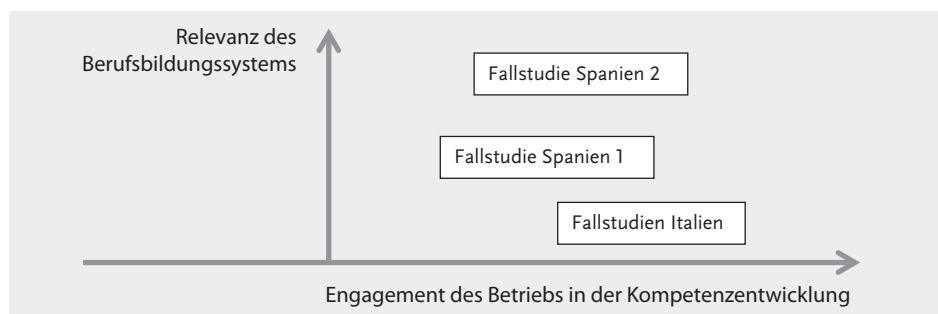 Relevanz des
Berufsbildungssystems
Fallstudie Spanien 2
Fallstudie Spanien 1
Fallstudien Italien
Engagement des Betriebs in der Kompetenzentwicklung